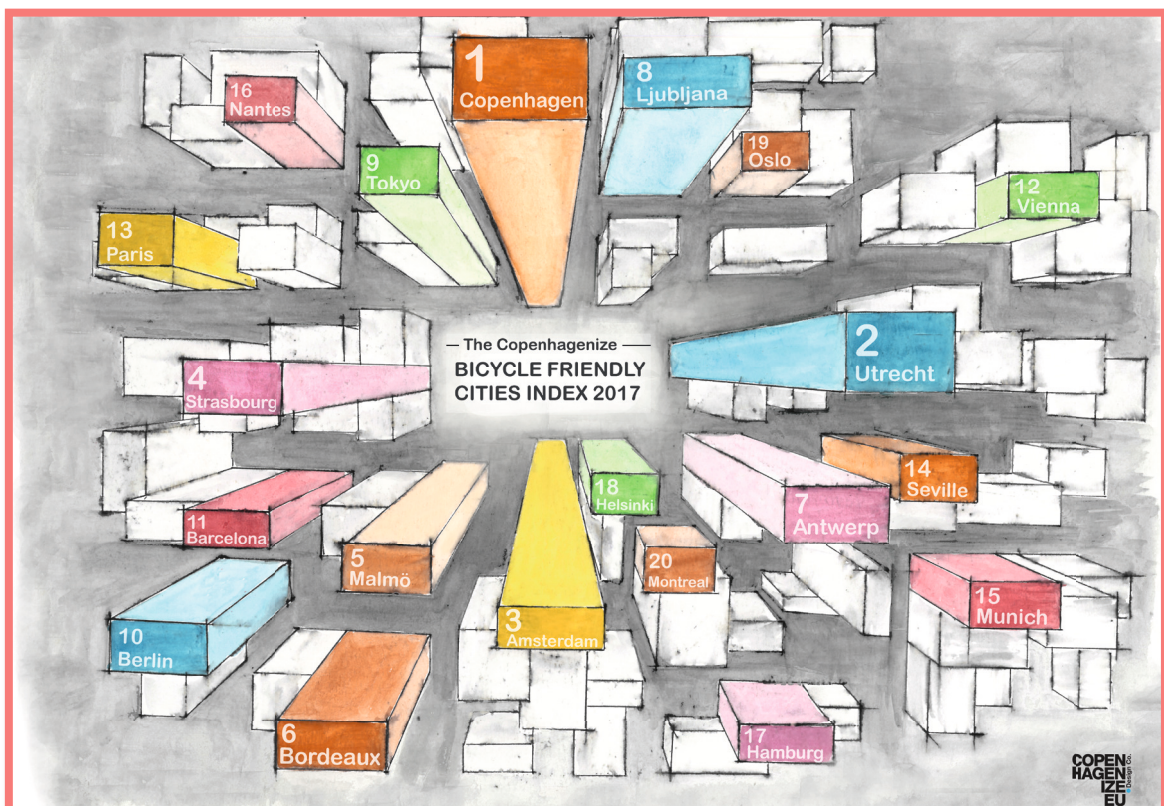 1
Copenhagen
8
Ljubljana
16
Nantes
9
Tokyo
19
Oslo
12
Vienna
13
Paris
The Copenhagenize
BICYCLE FRIENDLY
CITIES INDEX 2017
2
Utrecht
4
Strasbourg
14
Seville
18
Helsinki
7
Antwerp
11
Barcelona
5
Malmö
20
Montreal
15
Munich
3
Amsterdam
10
Berlin
6
Bordeaux
17
Hamburg
COPEN
HAGEN
IZE
EU
Design Co.